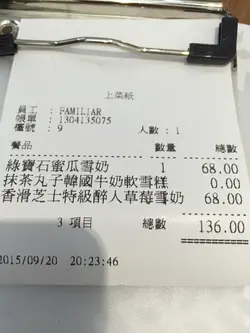 上菜紙
員工 : FAMILIAR
帳單 : 1304135075
檯號 : 9 人數 : 1
餐品 數量 總數
綠寶石蜜瓜雪奶 1 68.00
抹茶丸子韓國牛奶軟雪糕 0.00
香滑芝士特級醉人草莓雪奶 68.00
3 項目 總數 136.00
2015/09/20 20:23:46